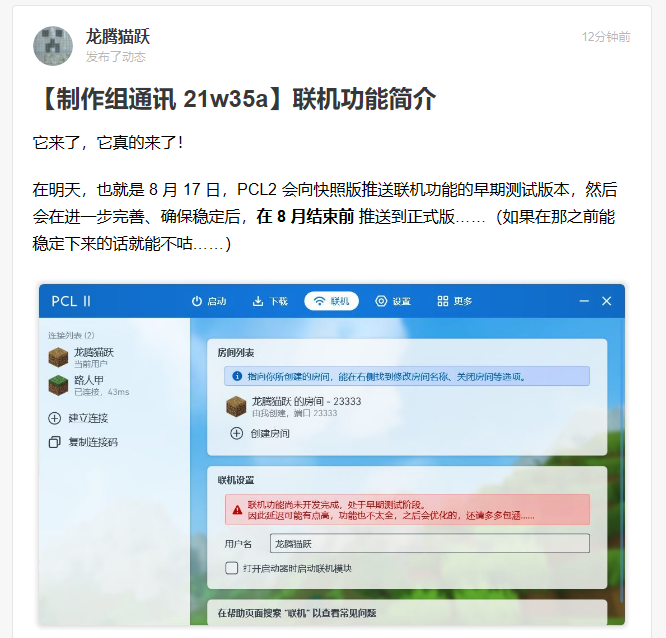 龙腾猫跃
12分钟前
发布了动态
【制作组通讯 21w35a】联机功能简介
它来了，它真的来了！
在明天，也就是 8 月 17 日，PCL2 会向快照版推送联机功能的早期测试版本，然后
会在进一步完善、确保稳定后，在 8 月结束前 推送到正式版……（如果在那之前能
稳定下来的话就能不咕……）
PCL II
启动 下载 联机 设置 更多
连接列表 (2)
龙腾猫跃
当前用户
路人甲
已连接，43ms
建立连接
复制连接码
房间列表
指向你所创建的房间，能在右侧找到修改房间名称、关闭房间等选项。
龙腾猫跃 的房间 - 23333
由我创建，端口 23333
创建房间
联机设置
联机功能尚未开发完成，处于早期测试阶段。
因此延迟可能有点高，功能也不太全，之后会优化的，还请多多包涵……
用户名 龙腾猫跃
打开启动器时启动联机模块
在帮助页面搜索 “联机” 以查看常见问题